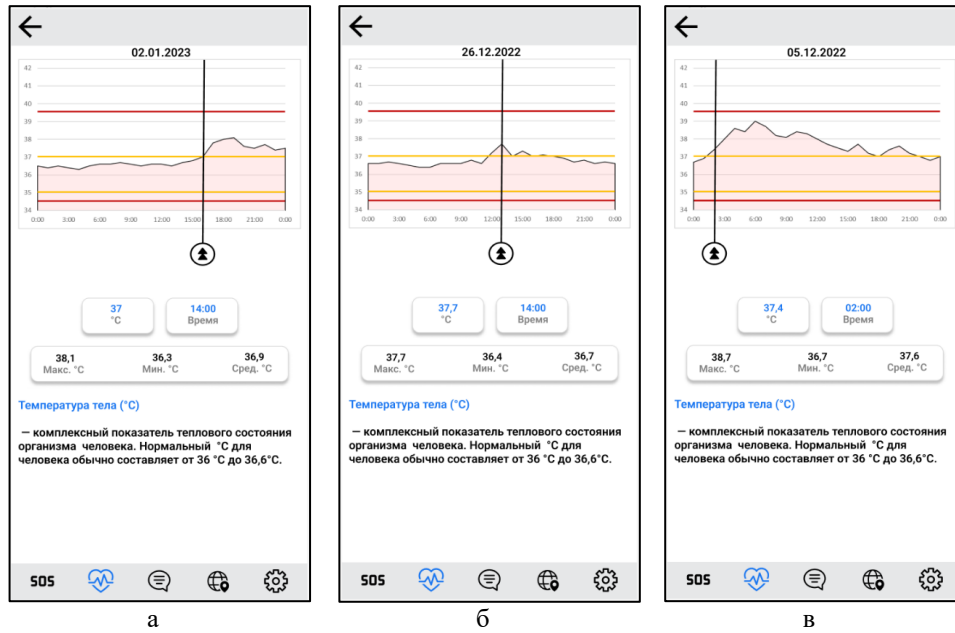 02.01.2023
42
41
40
39
38
37
36
35
34
0:00 3:00 6:00 9:00 12:00 15:00 18:00 21:00 0:00
37
°C
14:00
Время
38,1
Макс. °C
36,3
Мин. °C
36,9
Сред. °C
Температура тела (°C)
— комплексный показатель теплового состояния
организма человека. Нормальный °C для
человека обычно составляет от 36 °C до 36,6°C.
SOS
а
26.12.2022
42
41
40
39
38
37
36
35
34
0:00 3:00 6:00 9:00 12:00 15:00 18:00 21:00 0:00
37,7
°C
14:00
Время
37,7
Макс. °C
36,4
Мин. °C
36,7
Сред. °C
Температура тела (°C)
— комплексный показатель теплового состояния
организма человека. Нормальный °C для
человека обычно составляет от 36 °C до 36,6°C.
SOS
б
05.12.2022
42
41
40
39
38
37
36
35
34
0:00 3:00 6:00 9:00 12:00 15:00 18:00 21:00 0:00
37,4
°C
02:00
Время
38,7
Макс. °C
36,7
Мин. °C
37,6
Сред. °C
Температура тела (°C)
— комплексный показатель теплового состояния
организма человека. Нормальный °C для
человека обычно составляет от 36 °C до 36,6°C.
SOS
в